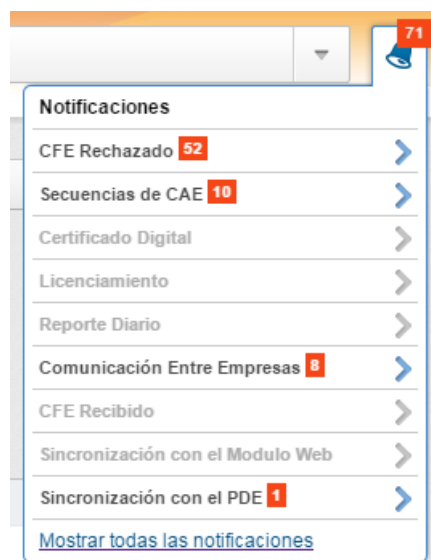 71
Notificaciones
CFE Rechazado 52
Secuencias de CAE 10
Certificado Digital
Licenciamiento
Reporte Diario
Comunicación Entre Empresas 8
CFE Recibido
Sincronización con el Modulo Web
Sincronización con el PDE 1
Mostrar todas las notificaciones